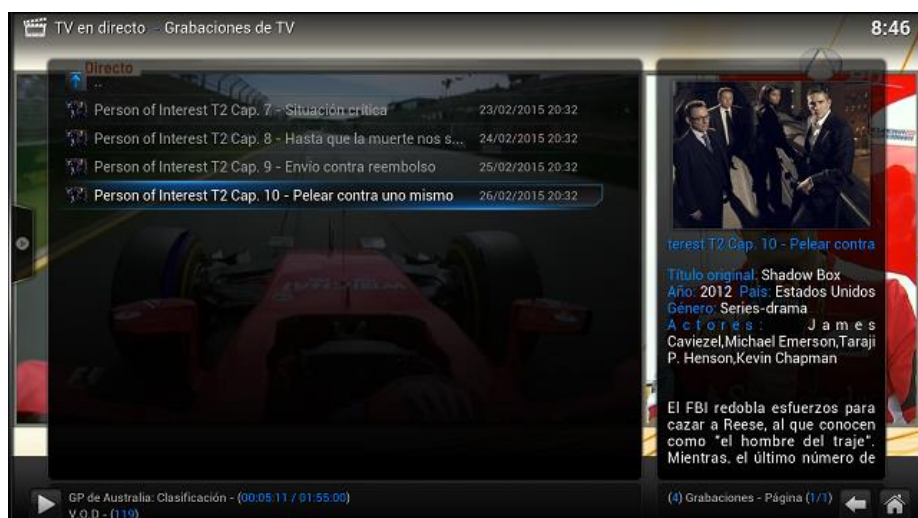 TV en directo - Grabaciones de TV
8:46
Directo
..
Person of Interest T2 Cap. 7 - Situación crítica 23/02/2015 20:32
Person of Interest T2 Cap. 8 - Hasta que la muerte nos s... 24/02/2015 20:32
Person of Interest T2 Cap. 9 - Envío contra reembolso 25/02/2015 20:32
Person of Interest T2 Cap. 10 - Pelear contra uno mismo 26/02/2015 20:32
terest T2 Cap. 10 - Pelear contra
Título original: Shadow Box
Año: 2012 País: Estados Unidos
Género: Series-drama
Actores: James
Caviezel,Michael Emerson,Taraji
P. Henson,Kevin Chapman
El FBI redobla esfuerzos para
cazar a Reese, al que conocen
como "el hombre del traje".
Mientras, el último número de
GP de Australia: Clasificación - (00:05:11 / 01:55:00)
V.O.D - (119)
(4) Grabaciones - Página (1/1)